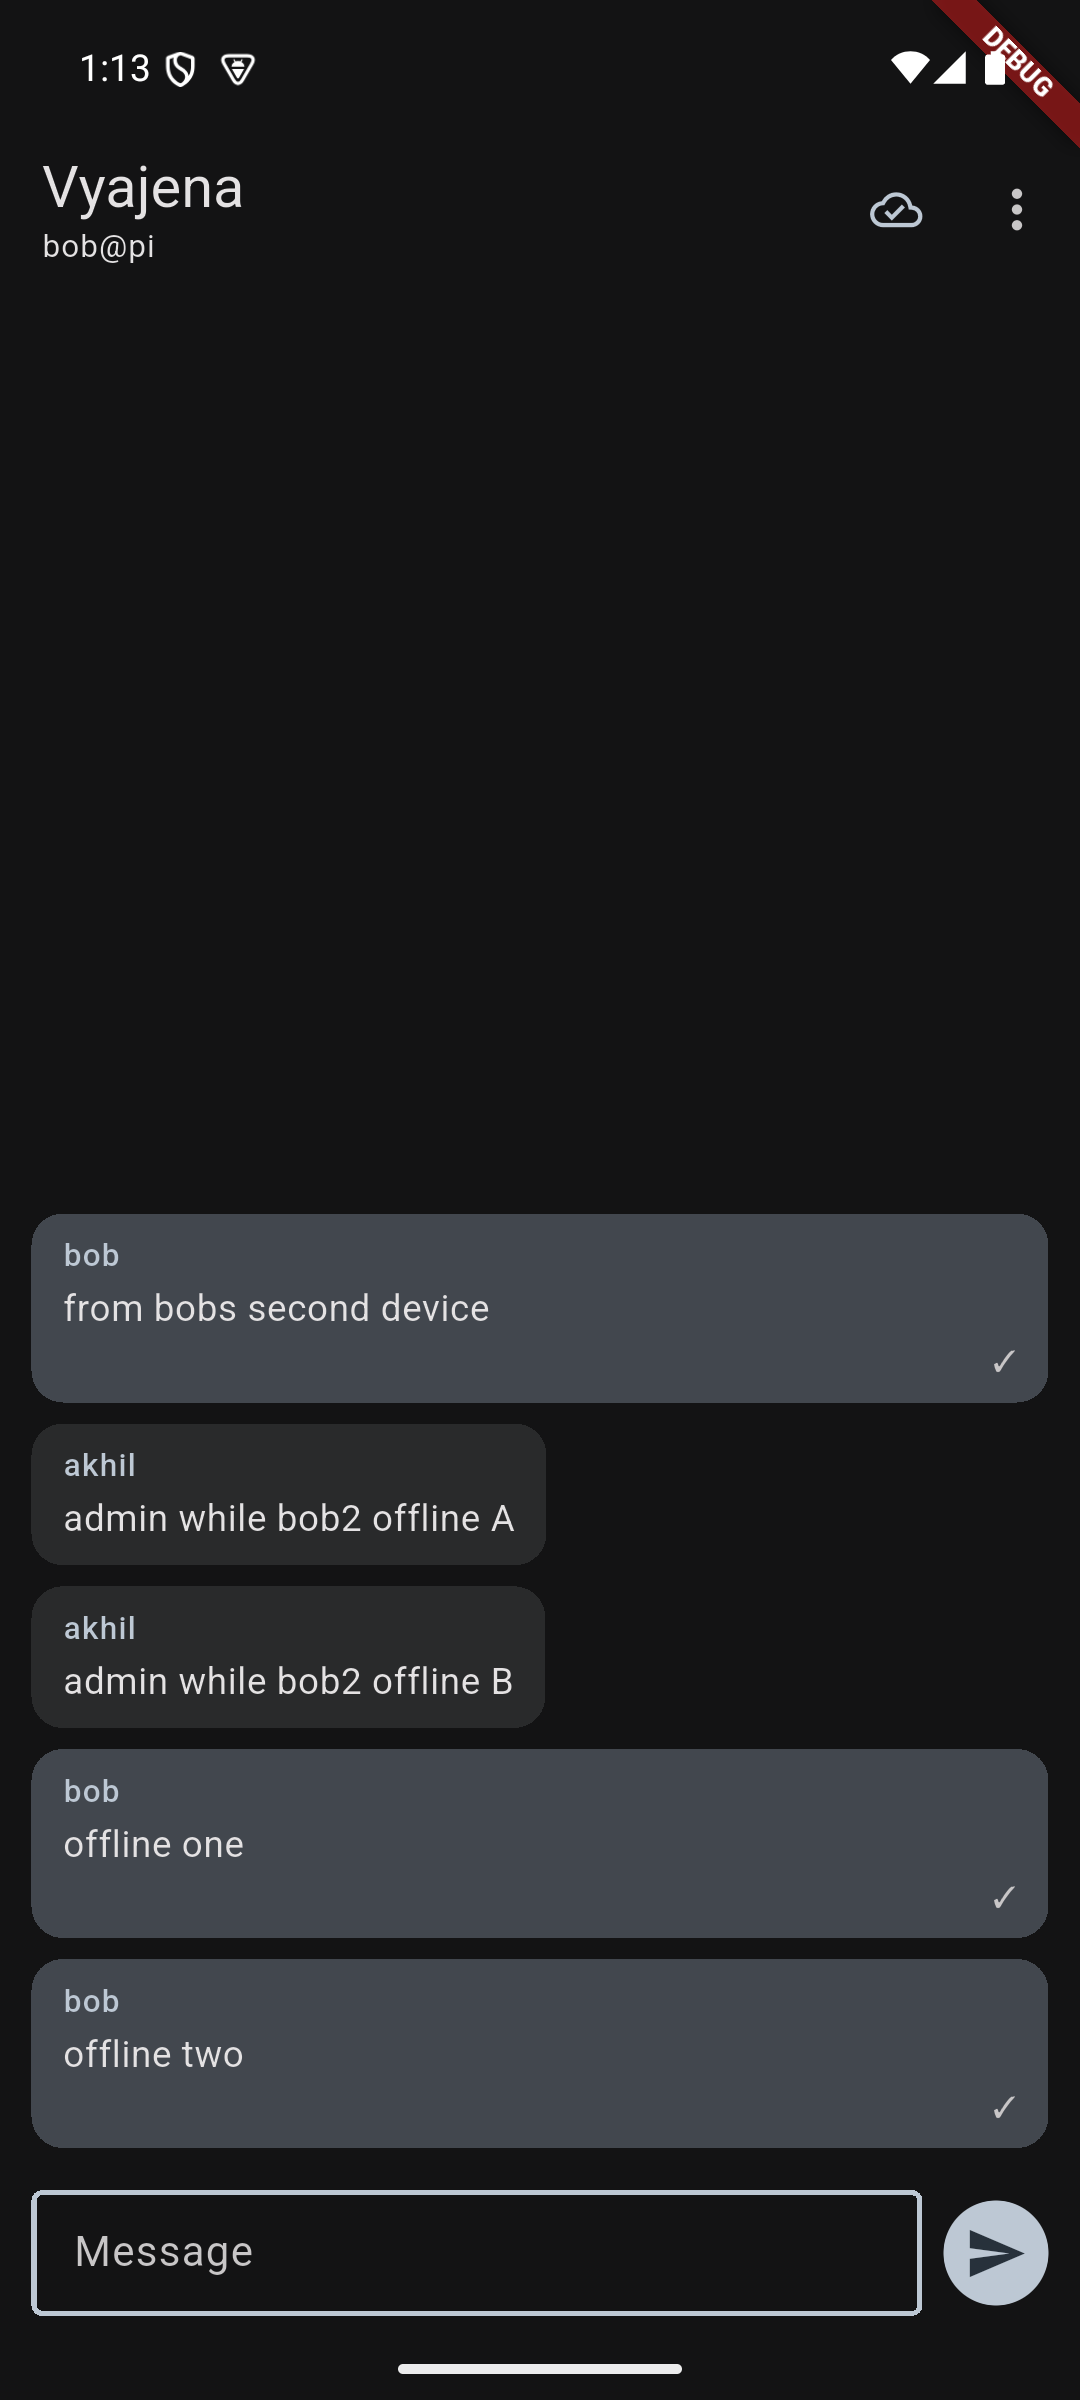 1:13
DEBUG
Vyajena
bob@pi
bob
from bobs second device
✓
akhil
admin while bob2 offline A
akhil
admin while bob2 offline B
bob
offline one
✓
bob
offline two
✓
Message